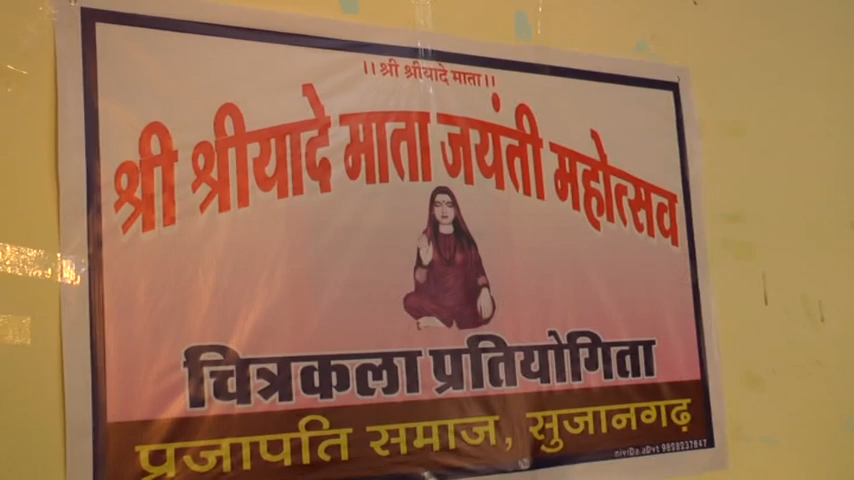 ।। श्री श्रीयादे माता ।।
श्री श्रीयादे माता जयंती महोत्सव
चित्रकला प्रतियोगिता
प्रजापति समाज, सुजानगढ़